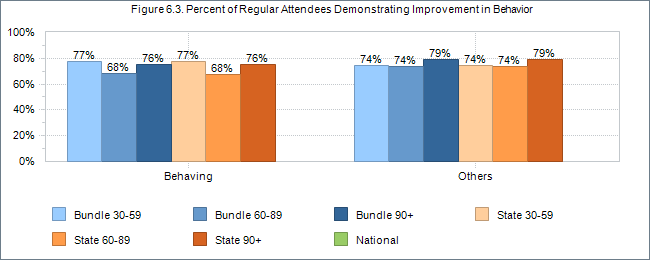 Figure 6.3. Percent of Regular Attendees Demonstrating Improvement in Behavior
100%
80%
60%
40%
20%
0%
77% 68% 76% 77% 68% 76% 74% 74% 79% 74% 74% 79%
Behaving Others
Bundle 30-59 Bundle 60-89 Bundle 90+ State 30-59
State 60-89 State 90+ National